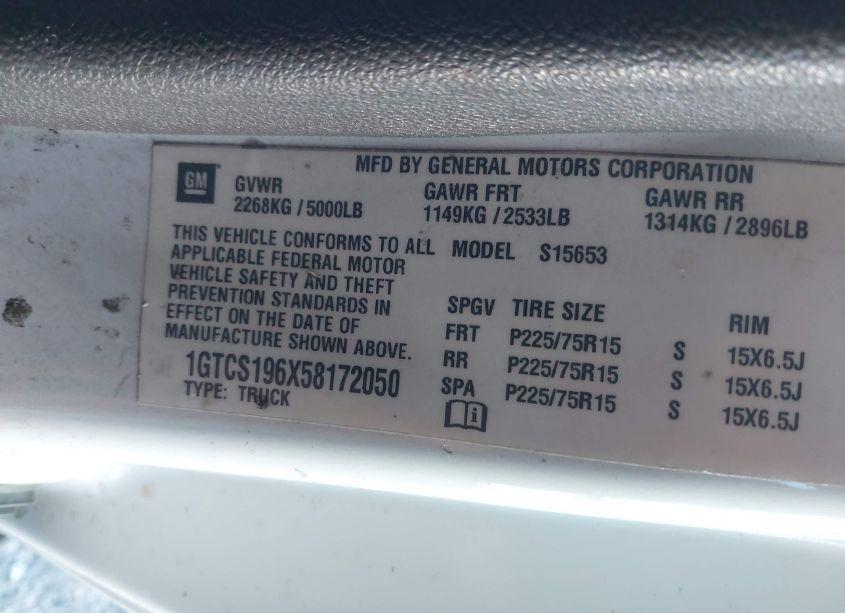 MFD BY GENERAL MOTORS CORPORATION
GM
GVWR GAWR FRT GAWR RR
2268KG / 5000LB 1149KG / 2533LB 1314KG / 2896LB
THIS VEHICLE CONFORMS TO ALL
APPLICABLE FEDERAL MOTOR
VEHICLE SAFETY AND THEFT
PREVENTION STANDARDS IN
EFFECT ON THE DATE OF
MANUFACTURE SHOWN ABOVE.
1GTCS196X58172050
TYPE: TRUCK
MODEL S15653
SPGV TIRE SIZE RIM
FRT P225/75R15 S 15X6.5J
RR P225/75R15 S 15X6.5J
SPA P225/75R15 S 15X6.5J
i